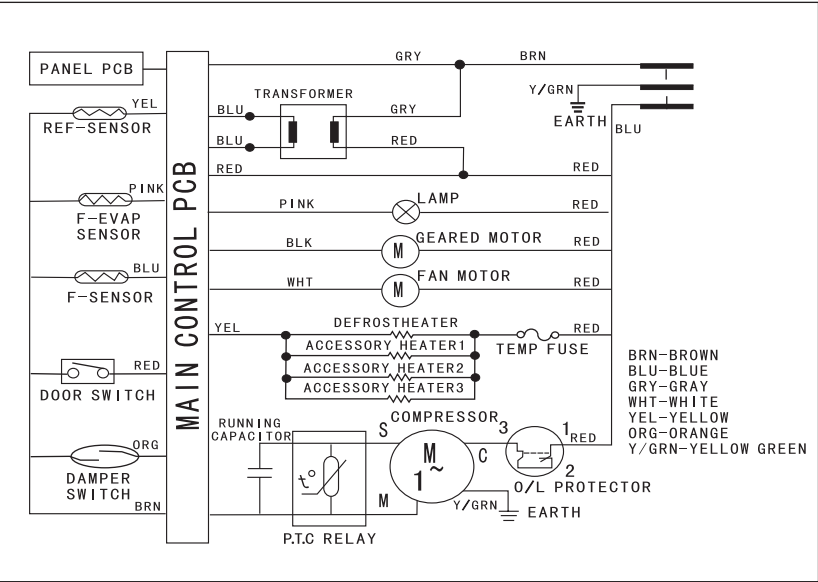 GRY
BRN
PANEL PCB
Y/GRN
TRANSFORMER
YEL
BLU
GRY
REF-SENSOR
EARTH
BLU
BLU
RED
RED
RED
PINK
PINK
LAMP
RED
F-EVAP
SENSOR
MAIN CONTROL PCB
BLK
M
GEARED MOTOR
RED
BLU
F-SENSOR
WHT
M
FAN MOTOR
RED
YEL
DEFROSTHEATER
TEMP FUSE
RED
ACCESSORY HEATER1
ACCESSORY HEATER2
ACCESSORY HEATER3
RED
DOOR SWITCH
BRN-BROWN
BLU-BLUE
GRY-GRAY
WHT-WHITE
YEL-YELLOW
ORG-ORANGE
Y/GRN-YELLOW GREEN
RUNNING
CAPACITOR
S
COMPRESSOR
3
1
RED
ORG
DAMPER
SWITCH
t°
M
1~
C
2
O/L PROTECTOR
M
Y/GRN
EARTH
BRN
P.T.C RELAY